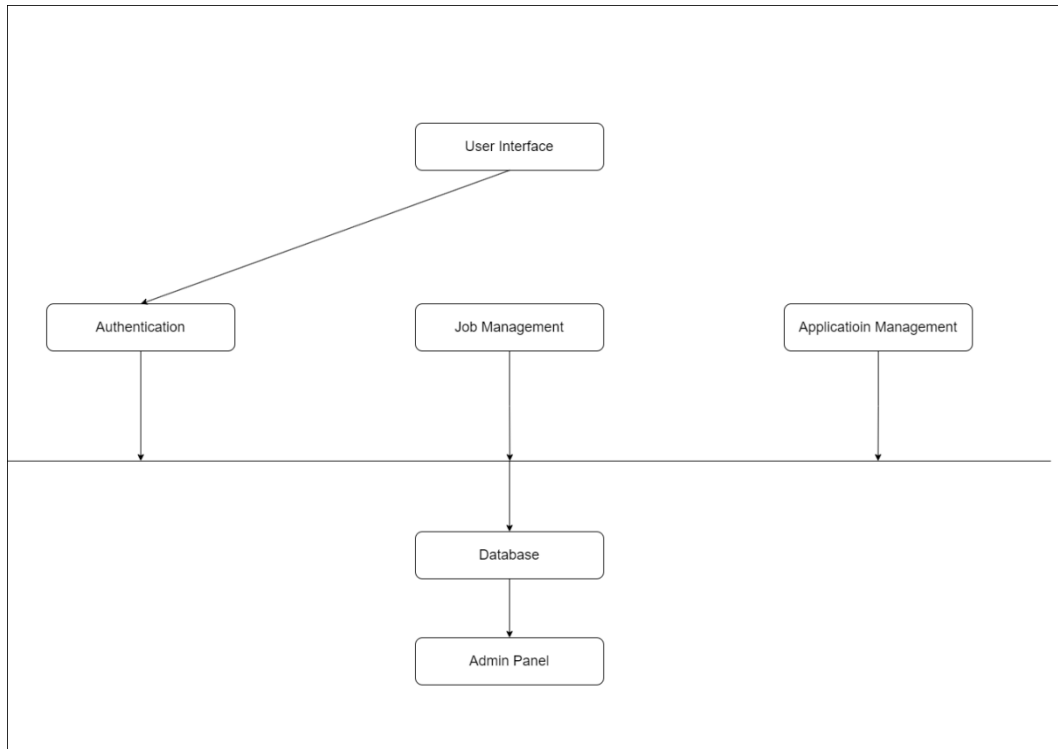 User Interface
Authentication
Job Management
Applicatioin Management
Database
Admin Panel